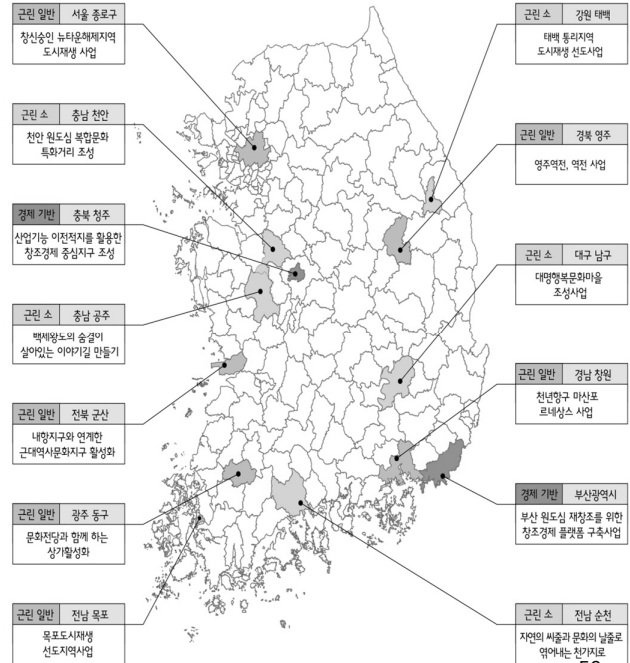 근린 일반 서울 종로구
창신숭인 뉴타운해제지역
도시재생 사업
근린 소 충남 천안
천안 원도심 복합문화
특화거리 조성
경제 기반 충북 청주
산업기능 이전적지를 활용한
창조경제 중심지구 조성
근린 소 충남 공주
백제왕도의 숨결이
살아있는 이야기길 만들기
근린 일반 전북 군산
내항지구와 연계한
근대역사문화지구 활성화
근린 일반 광주 동구
문화전당과 함께 하는
상가활성화
근린 일반 전남 목포
목포도시재생
선도지역사업
근린 소 강원 태백
태백 통리지역
도시재생 선도사업
근린 일반 경북 영주
영주역전, 역전 사업
근린 소 대구 남구
대명행복문화마을
조성사업
근린 일반 경남 창원
천년항구 마산포
르네상스 사업
경제 기반 부산광역시
부산 원도심 재창조를 위한
창조경제 플랫폼 구축사업
근린 소 전남 순천
자연의 씨줄과 문화의 날줄로
엮어내는 천가지로